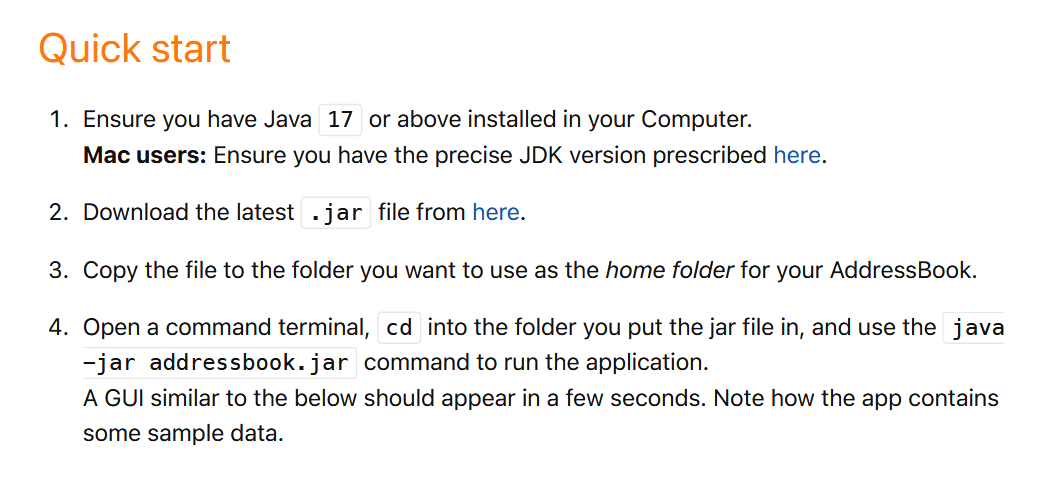 Quick start
1. Ensure you have Java 17 or above installed in your Computer.
Mac users: Ensure you have the precise JDK version prescribed here.
2. Download the latest .jar file from here.
3. Copy the file to the folder you want to use as the home folder for your AddressBook.
4. Open a command terminal, cd into the folder you put the jar file in, and use the java
-jar addressbook.jar command to run the application.
A GUI similar to the below should appear in a few seconds. Note how the app contains
some sample data.